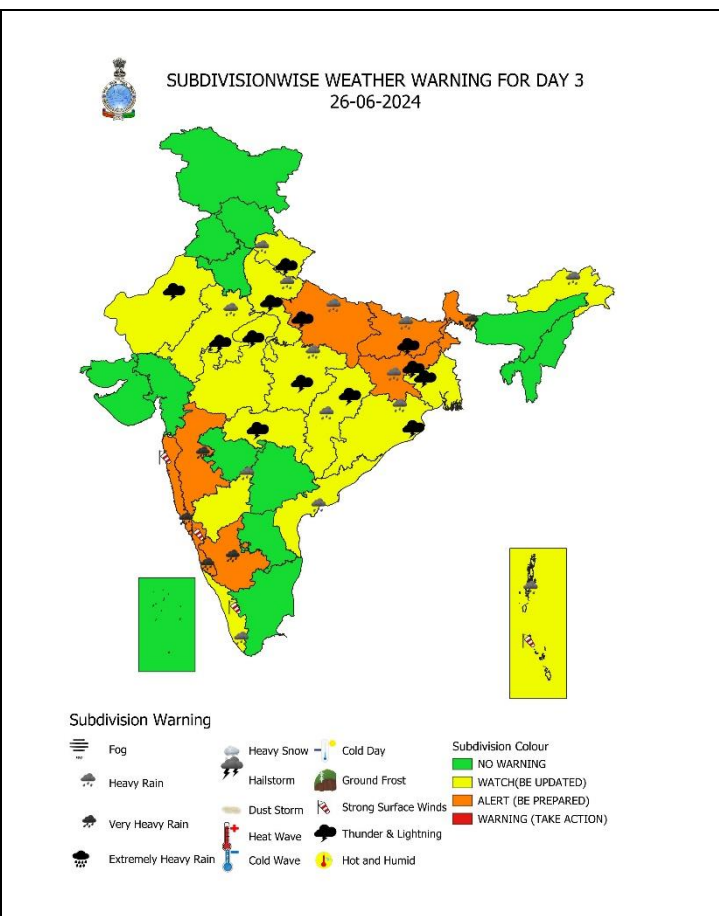 SUBDIVISIONWISE WEATHER WARNING FOR DAY 3
26-06-2024
Subdivision Warning
Fog
Heavy Rain
Very Heavy Rain
Extremely Heavy Rain
Heavy Snow
Hailstorm
Dust Storm
Heat Wave
Cold Wave
Cold Day
Ground Frost
Strong Surface Winds
Thunder & Lightning
Hot and Humid
Subdivision Colour
NO WARNING
WATCH(BE UPDATED)
ALERT (BE PREPARED)
WARNING (TAKE ACTION)